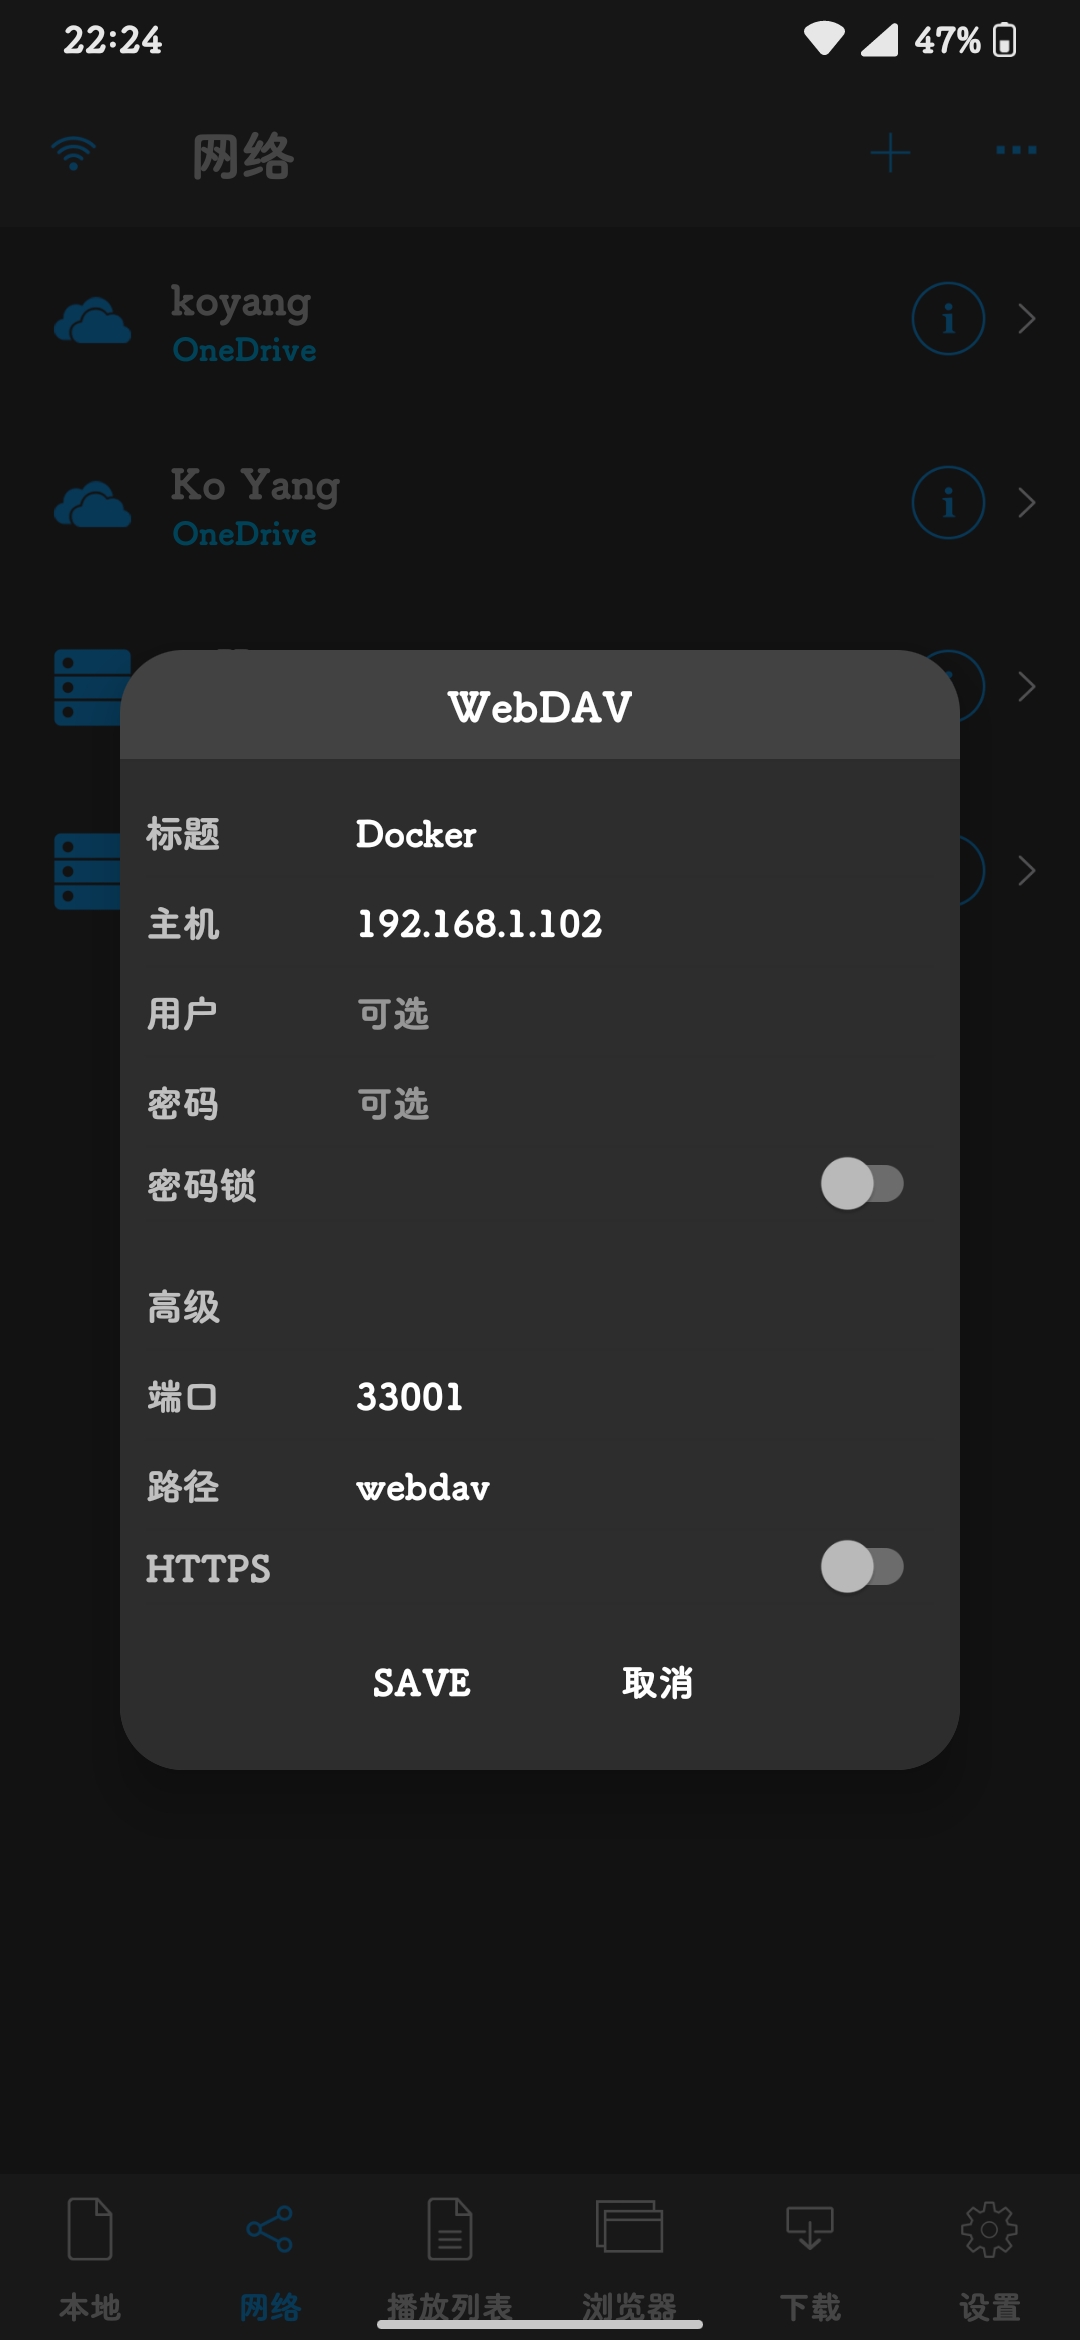 22:24
47%
网络
koyang
OneDrive
Ko Yang
OneDrive
WebDAV
标题 Docker
主机 192.168.1.102
用户 可选
密码 可选
密码锁
高级
端口 33001
路径 webdav
HTTPS
SAVE 取消
本地 网络 播放列表 浏览器 下载 设置